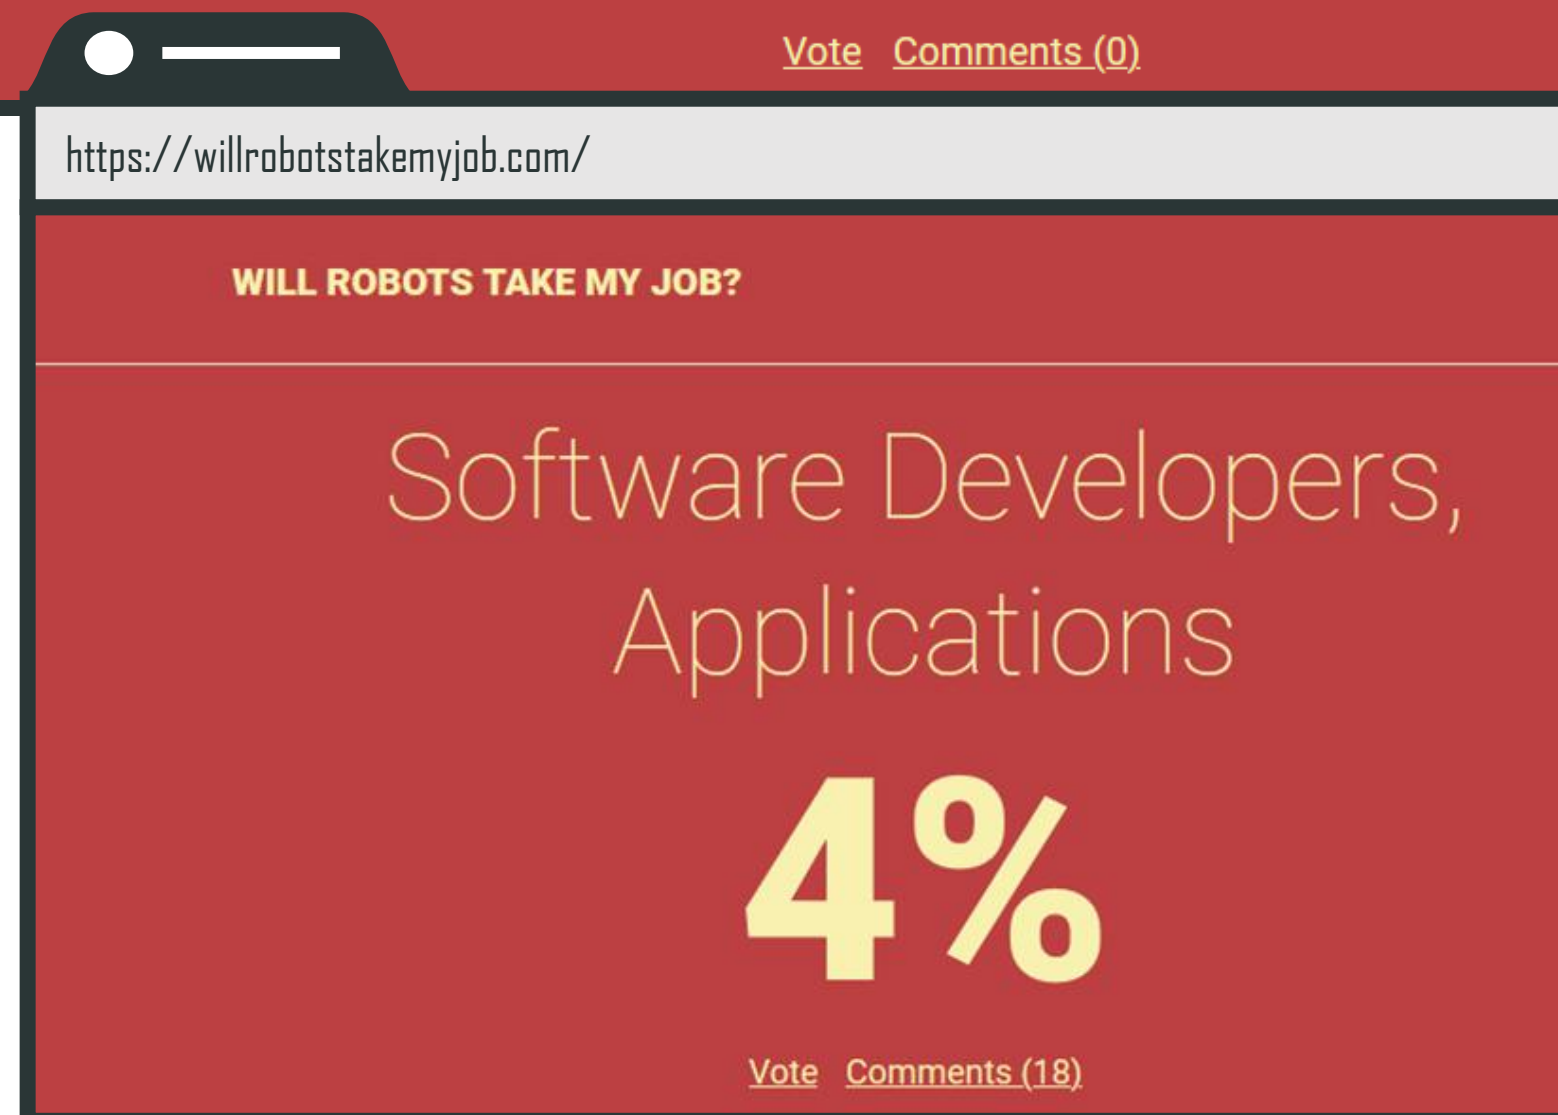 Vote Comments (0)
https://willrobotstakemyjob.com/
WILL ROBOTS TAKE MY JOB?
Software Developers,
Applications
4%
Vote Comments (18)